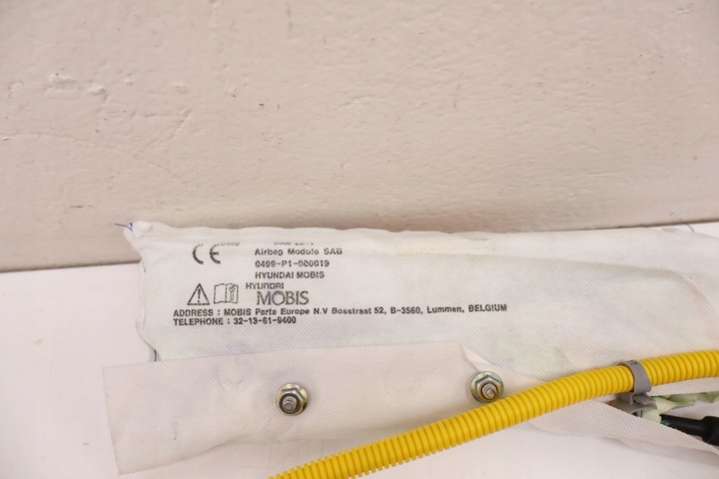 CE
Airbag Module SAB
0496-P1-000019
HYUNDAI MOBIS
HYUNDAI
MOBIS
ADDRESS : MOBIS Parts Europe N.V Bosstraat 52, B-3560, Lummen, BELGIUM
TELEPHONE : 32-13-61-9400